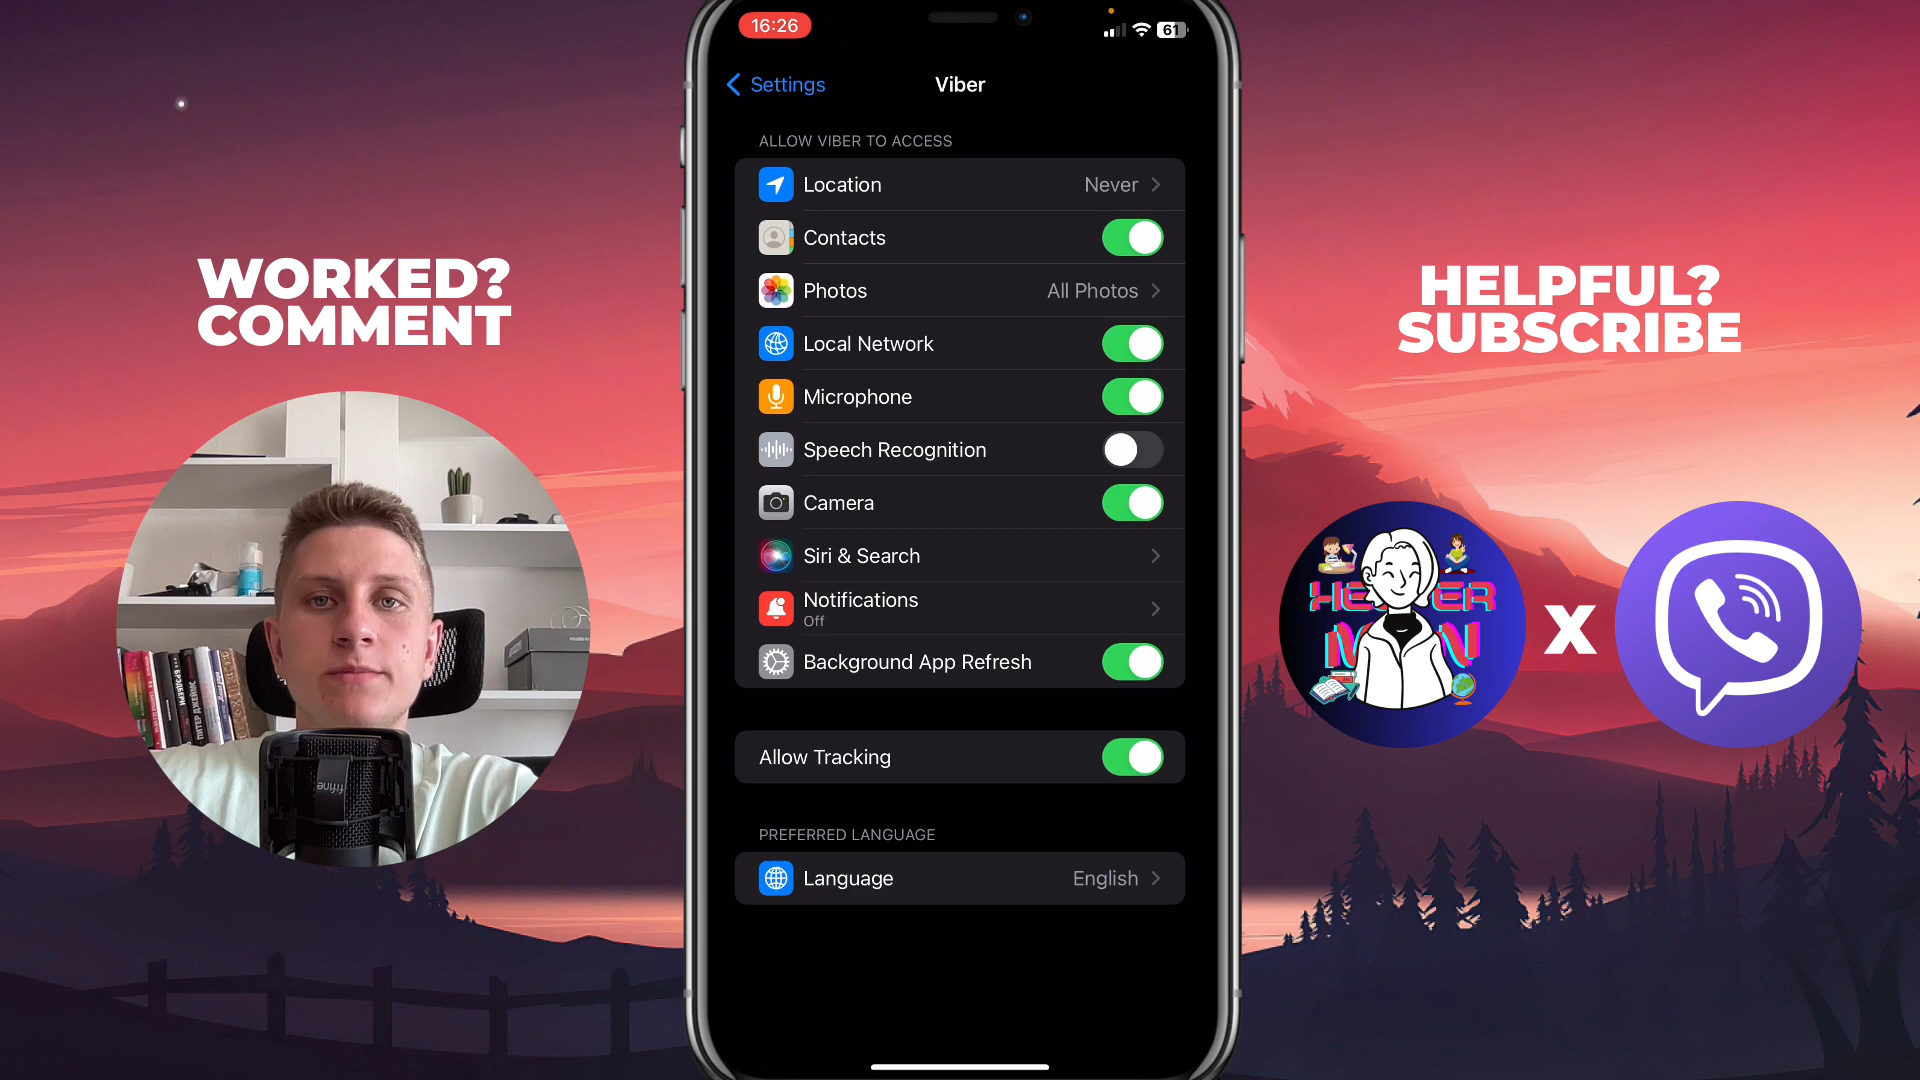 16:26
61
Settings
Viber
ALLOW VIBER TO ACCESS
Location
Never
Contacts
Photos
All Photos
Local Network
Microphone
Speech Recognition
Camera
Siri & Search
Notifications
Off
Background App Refresh
Allow Tracking
PREFERRED LANGUAGE
Language
English
WORKED?
COMMENT
fifine
HELPFUL?
SUBSCRIBE
X